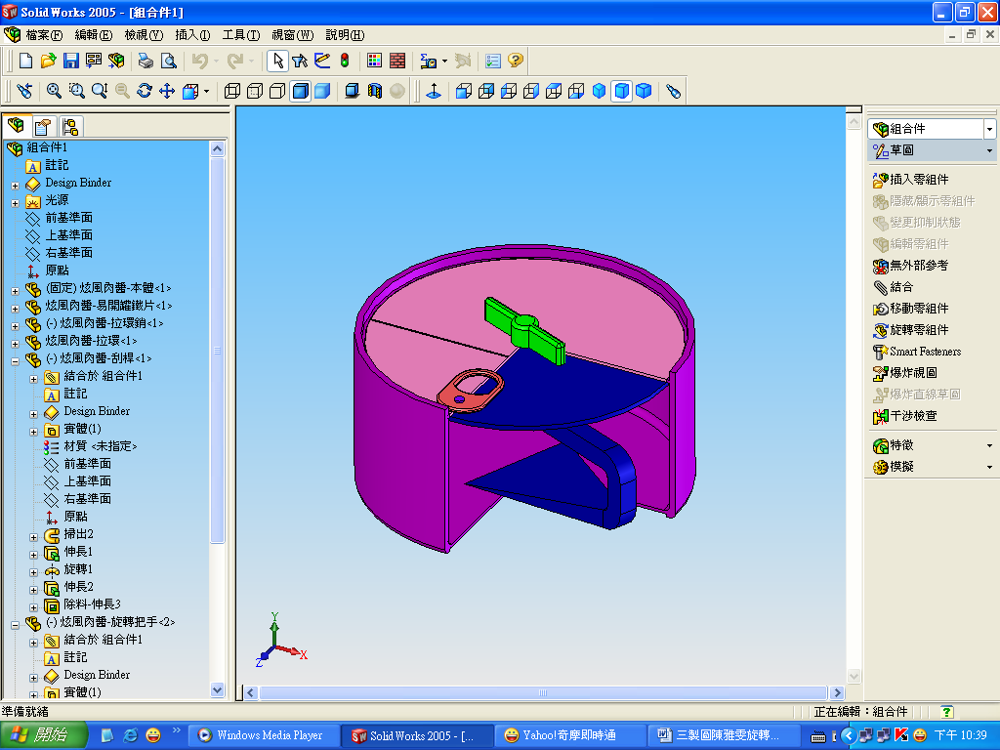 SolidWorks 2005 - [組合件1]
檔案(F) 編輯(E) 檢視(V) 插入(I) 工具(T) 視窗(W) 說明(H)
組合件1
註記
Design Binder
光源
前基準面
上基準面
右基準面
原點
(固定) 炫風內醬-本體<1>
炫風內醬-易開罐鐵片<1>
(-) 炫風內醬-拉環銷<1>
炫風內醬-拉環<1>
(-) 炫風內醬-刮桿<1>
結合於 組合件1
註記
Design Binder
實體(1)
材質 <未指定>
前基準面
上基準面
右基準面
原點
掃出2
伸長1
旋轉1
伸長2
除料-伸長3
(-) 炫風內醬-旋轉把手<2>
結合於 組合件1
註記
Design Binder
實體(1)
Y
X
Z
組合件
草圖
插入零組件
隱藏/顯示零組件
變更抑制狀態
編輯零組件
無外部參考
結合
移動零組件
旋轉零組件
Smart Fasteners
爆炸視圖
爆炸直線草圖
干涉檢查
特徵
模擬
準備就緒
正在編輯：組合件
開始
Windows Media Player
SolidWorks 2005 - [...
Yahoo!奇摩即時通
三製圖陳雅雯旋轉...
下午 10:39